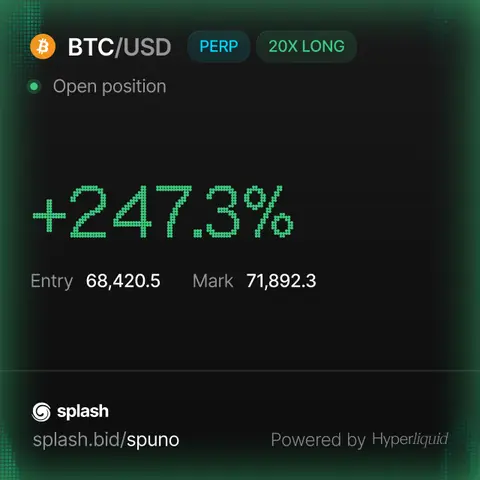 BTC/USD PERP 20X LONG
Open position
+247.3%
Entry 68,420.5 Mark 71,892.3
splash
splash.bid/spuno Powered by Hyperliquid